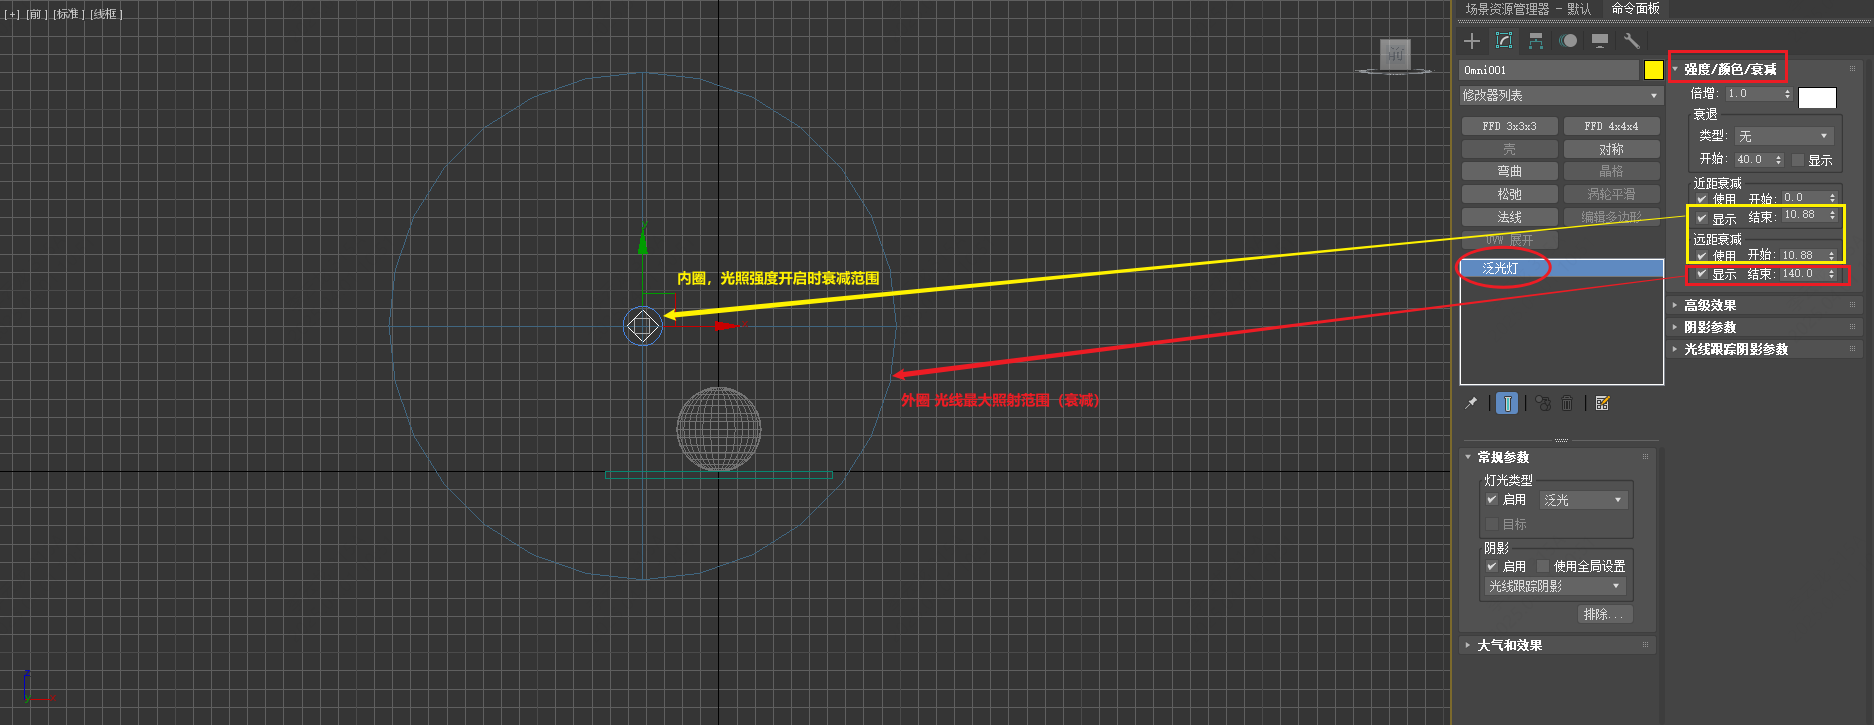 [+] [前] [标准] [线框]
前
内圈，光照强度开启时衰减范围
外圈 光线最大照射范围（衰减）
z
x
场景资源管理器 - 默认
命令面板
Omni001
修改器列表
FFD 3x3x3
FFD 4x4x4
壳
对称
弯曲
晶格
松弛
涡轮平滑
法线
编辑多边形
UVW 展开
泛光灯
常规参数
灯光类型
启用
泛光
目标
阴影
启用
使用全局设置
光线跟踪阴影
排除...
大气和效果
强度/颜色/衰减
倍增: 1.0
衰退
类型: 无
开始: 40.0
显示
近距衰减
使用 开始: 0.0
显示 结束: 10.88
远距衰减
使用 开始: 10.88
显示 结束: 140.0
高级效果
阴影参数
光线跟踪阴影参数